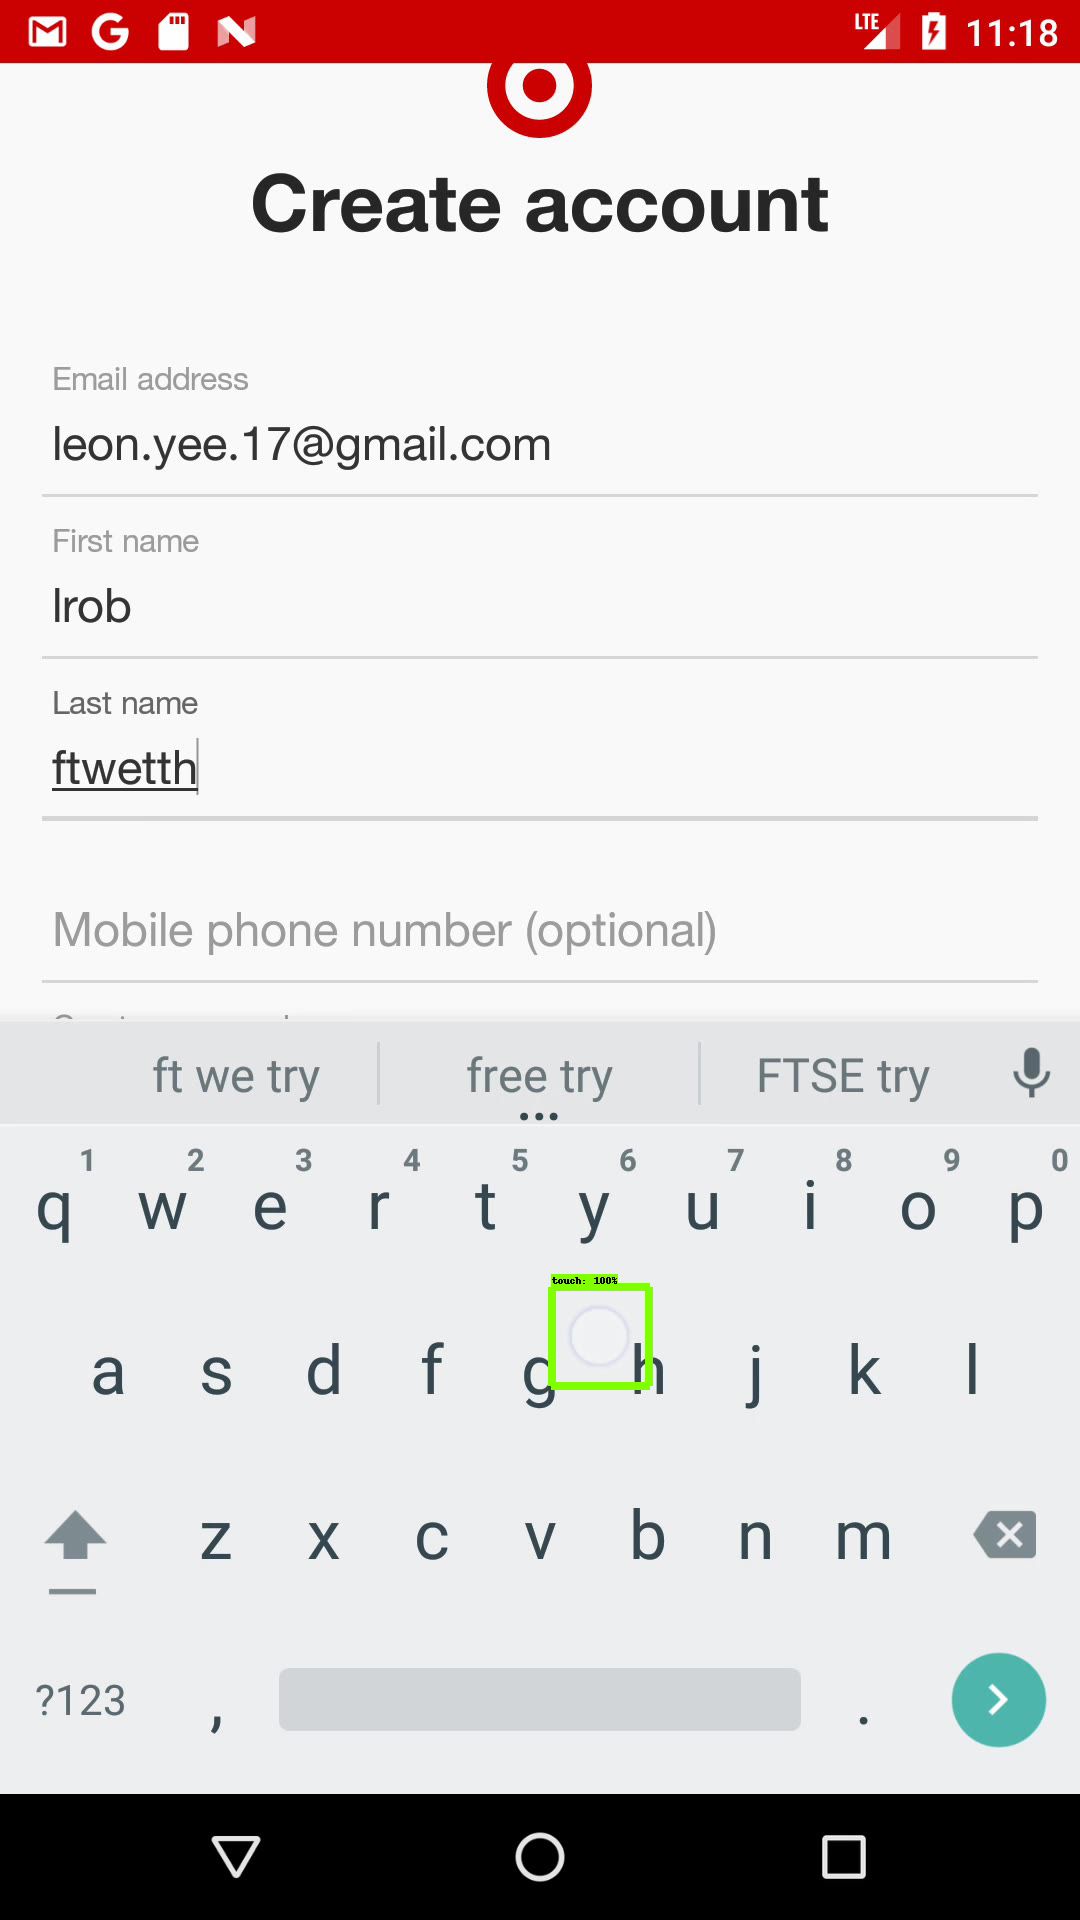 LTE 11:18
Create account
Email address
leon.yee.17@gmail.com
First name
lrob
Last name
ftwetth
Mobile phone number (optional)
ft we try free try FTSE try
1 2 3 4 5 6 7 8 9 0
q w e r t y u i o p
touch: 100%
a s d f g h j k l
z x c v b n m
?123 , .